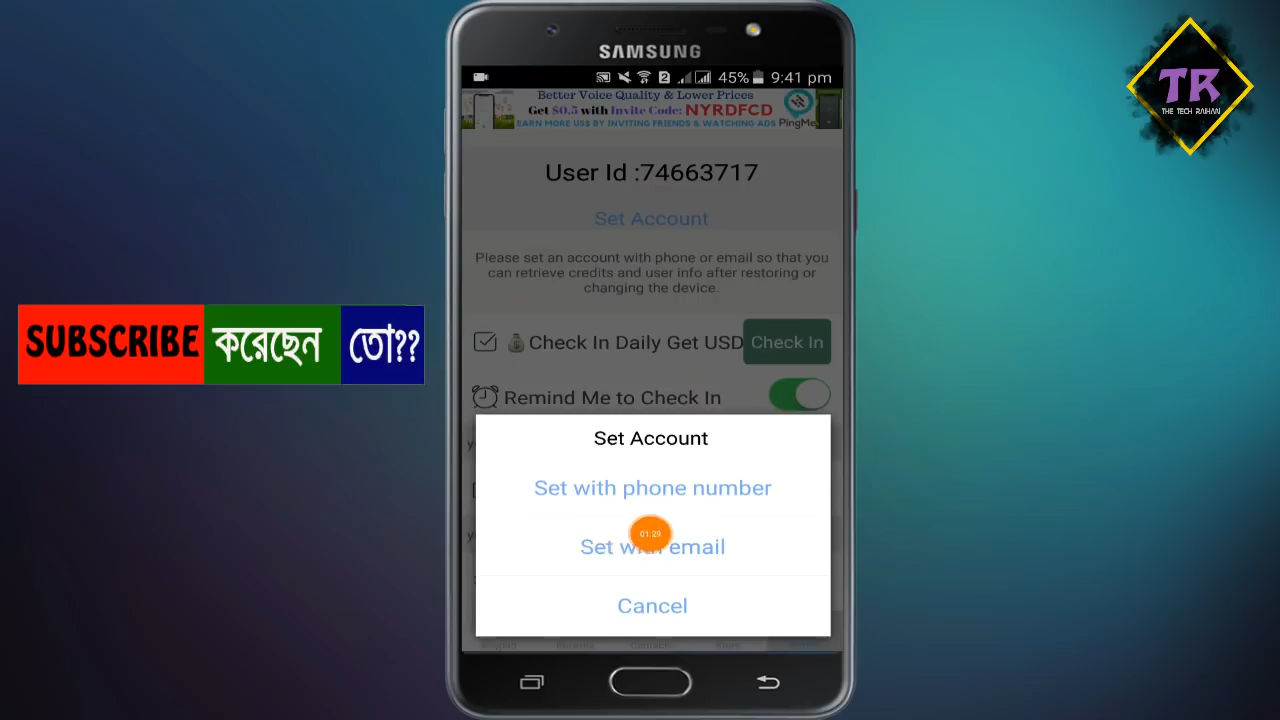 SAMSUNG
2 45% 9:41 pm
Better Voice Quality & Lower Prices
Get $0.5 with Invite Code: NYRDFCD
EARN MORE US$ BY INVITING FRIENDS & WATCHING ADS PingMe
User Id :74663717
Set Account
Please set an account with phone or email so that you
can retrieve credits and user info after restoring or
changing the device.
Check In Daily Get USD Check In
Remind Me to Check In
Set Account
Set with phone number
01:29
Set with email
Cancel
SUBSCRIBE করেছেন তো??
TR
THE TECH RAIHAN